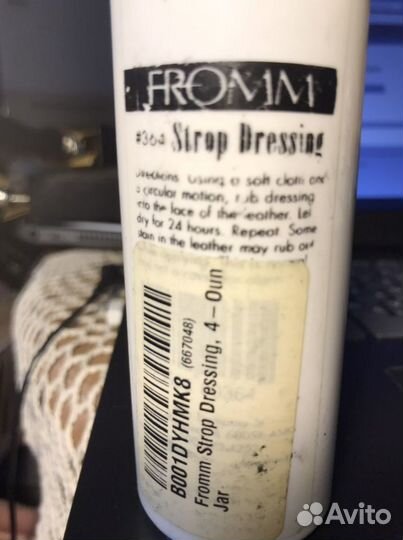 FROMM
#364 Strop Dressing
Directions Using a soft cloth and
a circular motion, rub dressing
into the face of the leather. Let
dry for 24 hours. Repeat Some
stain in the leather may rub out
B001DYHMK8 (667048)
Fromm Strop Dressing, 4-Oun
Jar
364
Avito